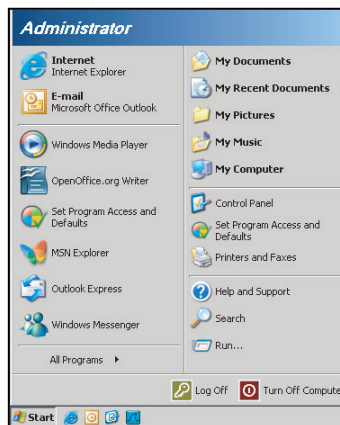 Administrator
Internet
Internet Explorer
E-mail
Microsoft Office Outlook
Windows Media Player
OpenOffice.org Writer
Set Program Access and
Defaults
MSN Explorer
Outlook Express
Windows Messenger
All Programs
My Documents
My Recent Documents
My Pictures
My Music
My Computer
Control Panel
Set Program Access and
Defaults
Printers and Faxes
Help and Support
Search
Run...
Log Off
Turn Off Compute
Start